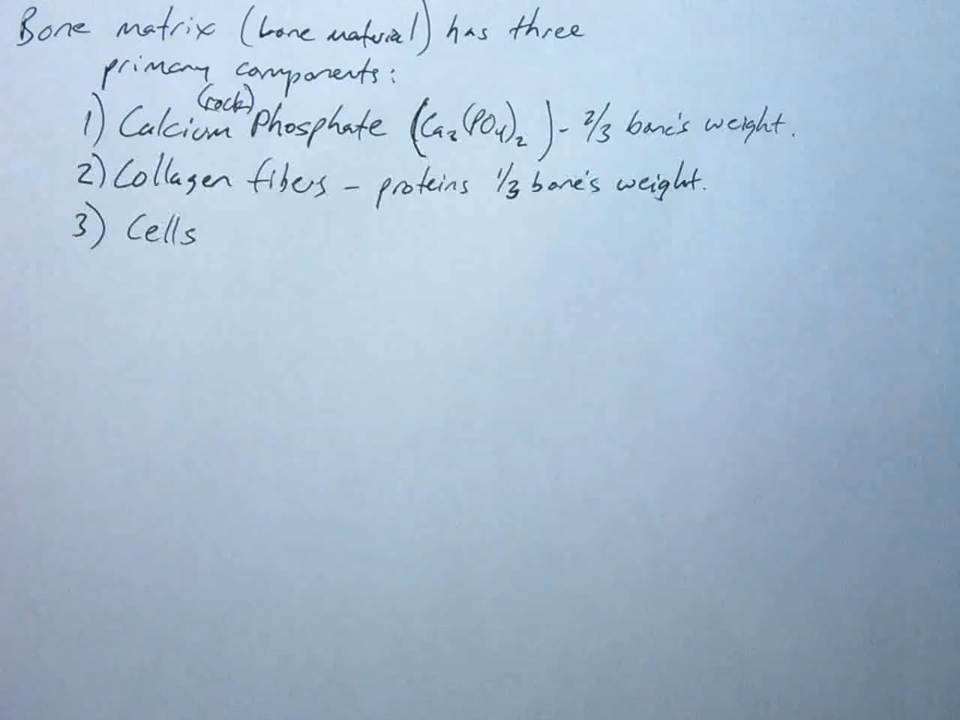 Bone matrix (bone material) has three
primary components:
(rock)
1) Calcium Phosphate (Ca₃(PO₄)₂) - 2/3 bone's weight.
2) Collagen fibers - proteins 1/3 bone's weight.
3) Cells